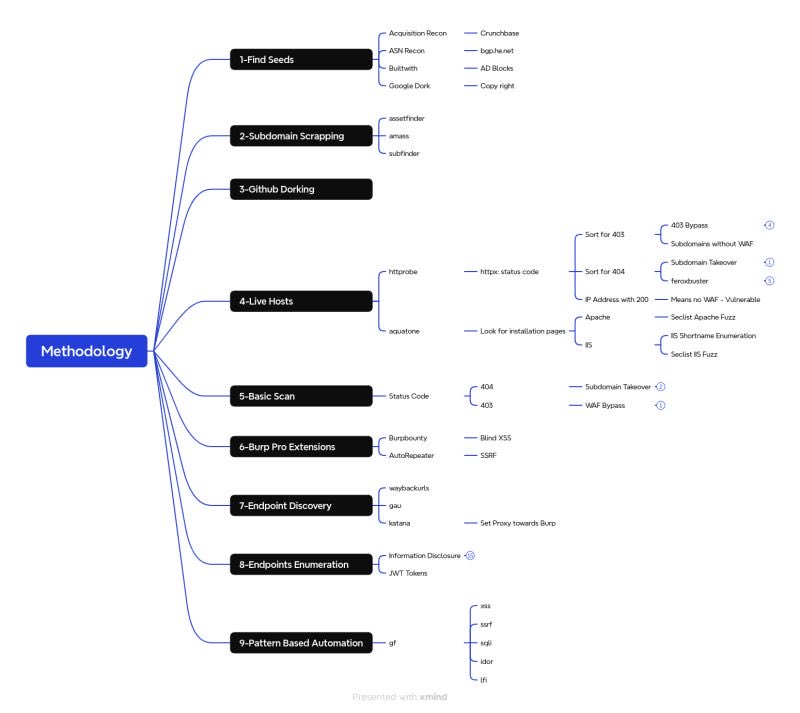 Methodology
1-Find Seeds
Acquisition Recon
Crunchbase
ASN Recon
bgp.he.net
Builtwith
AD Blocks
Google Dork
Copy right
2-Subdomain Scrapping
assetfinder
amass
subfinder
3-Github Dorking
4-Live Hosts
httprobe
httpx: status code
Sort for 403
403 Bypass
4
Subdomains without WAF
Sort for 404
Subdomain Takeover
1
feroxbuster
5
IP Address with 200
Means no WAF - Vulnerable
aquatone
Look for installation pages
Apache
Seclist Apache Fuzz
IIS
IIS Shortname Enumeration
Seclist IIS Fuzz
5-Basic Scan
Status Code
404
Subdomain Takeover
2
403
WAF Bypass
1
6-Burp Pro Extensions
Burpbounty
Blind XSS
AutoRepeater
SSRF
7-Endpoint Discovery
waybackurls
gau
katana
Set Proxy towards Burp
8-Endpoints Enumeration
Information Disclosure
JWT Tokens
9-Pattern Based Automation
gf
xss
ssrf
sqli
idor
lfi
Presented with xmind